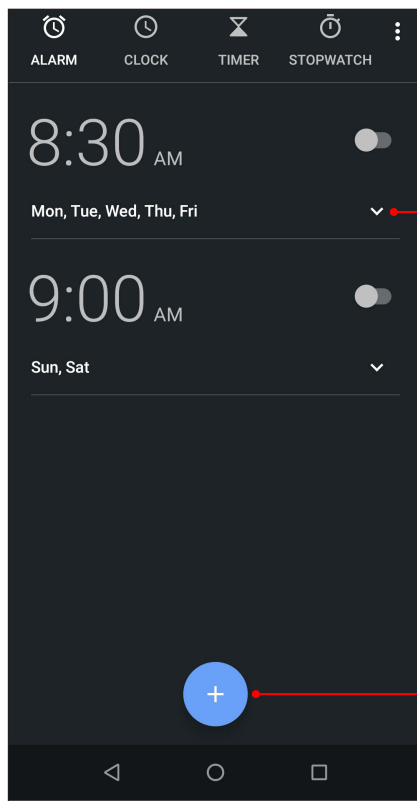 ALARM CLOCK TIMER STOPWATCH
8:30 AM
Mon, Tue, Wed, Thu, Fri
9:00 AM
Sun, Sat